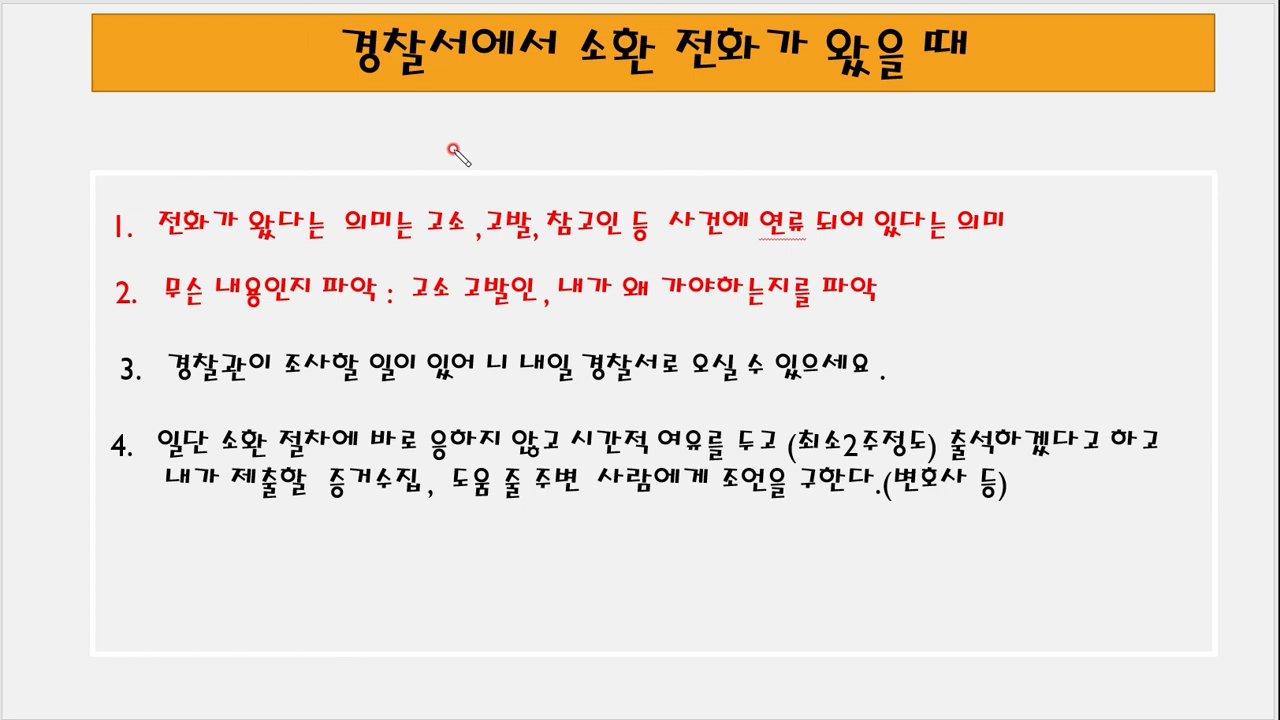 경찰서에서 소환 전화가 왔을 때
1. 전화가 왔다는 의미는 고소 ,고발, 참고인 등 사건에 연류 되어 있다는 의미
2. 무슨 내용인지 파악 : 고소 고발인 , 내가 왜 가야하는지를 파악
3. 경찰관이 조사할 일이 있어 니 내일 경찰서로 오실 수 있으세요 .
4. 일단 소환 절차에 바로 응하지 않고 시간적 여유를 두고 (최소2주정도) 출석하겠다고 하고
내가 제출할 증거수집 , 도움 줄 주변 사람에게 조언을 구한다.(변호사 등)